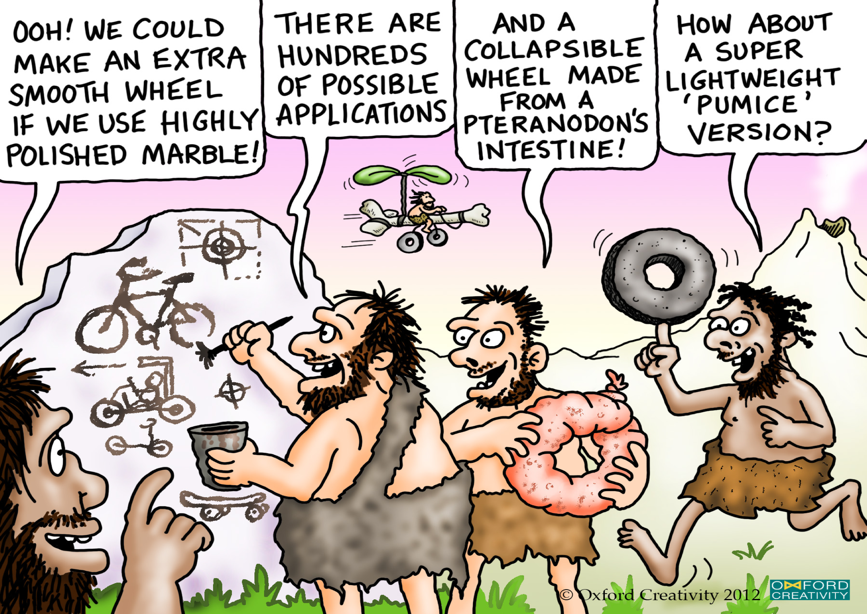 OOH! WE COULD
MAKE AN EXTRA
SMOOTH WHEEL
IF WE USE HIGHLY
POLISHED MARBLE!
THERE ARE
HUNDREDS
OF POSSIBLE
APPLICATIONS
AND A
COLLAPSIBLE
WHEEL MADE
FROM A
PTERANODON'S
INTESTINE!
HOW ABOUT
A SUPER
LIGHTWEIGHT
'PUMICE'
VERSION?
© Oxford Creativity 2012
OXFORD
CREATIVITY